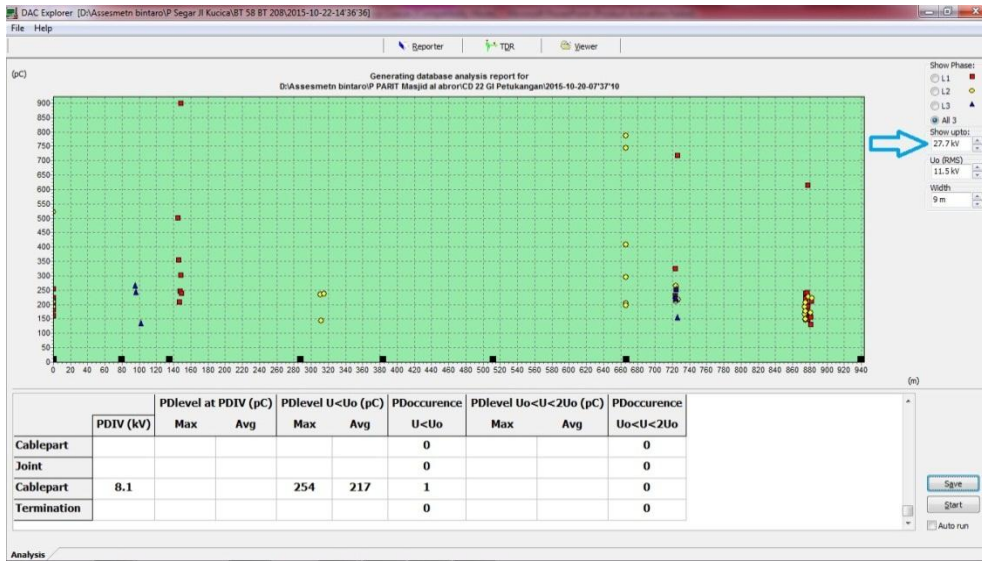 DAC Explorer [D:\Assesmetn bintaro\P Segar Jl Kucica\BT 58 BT 208\2015-10-22-14'36'36]
File Help
Reporter TDR Viewer
(pC)
Generating database analysis report for
D:\Assesmetn bintaro\P PARIT Masjid al abror\CD 22 GI Petukangan\2015-10-20-07'37'10
Show Phase:
L1
L2
L3
All 3
Show upto:
27.7 kV
Uo (RMS)
11.5 kV
Width
9 m
900
850
800
750
700
650
600
550
500
450
400
350
300
250
200
150
100
50
0
0 20 40 60 80 100 120 140 160 180 200 220 240 260 280 300 320 340 360 380 400 420 440 460 480 500 520 540 560 580 600 620 640 660 680 700 720 740 760 780 800 820 840 860 880 900 920 940
(m)
PDlevel at PDIV (pC) PDlevel U<Uo (pC) PDoccurence PDlevel Uo<U<2Uo (pC) PDoccurence
PDIV (kV) Max Avg Max Avg U<Uo Max Avg Uo<U<2Uo
Cablepart 0 0
Joint 0 0
Cablepart 8.1 254 217 1 0
Termination 0 0
Save
Start
Auto run
Analysis